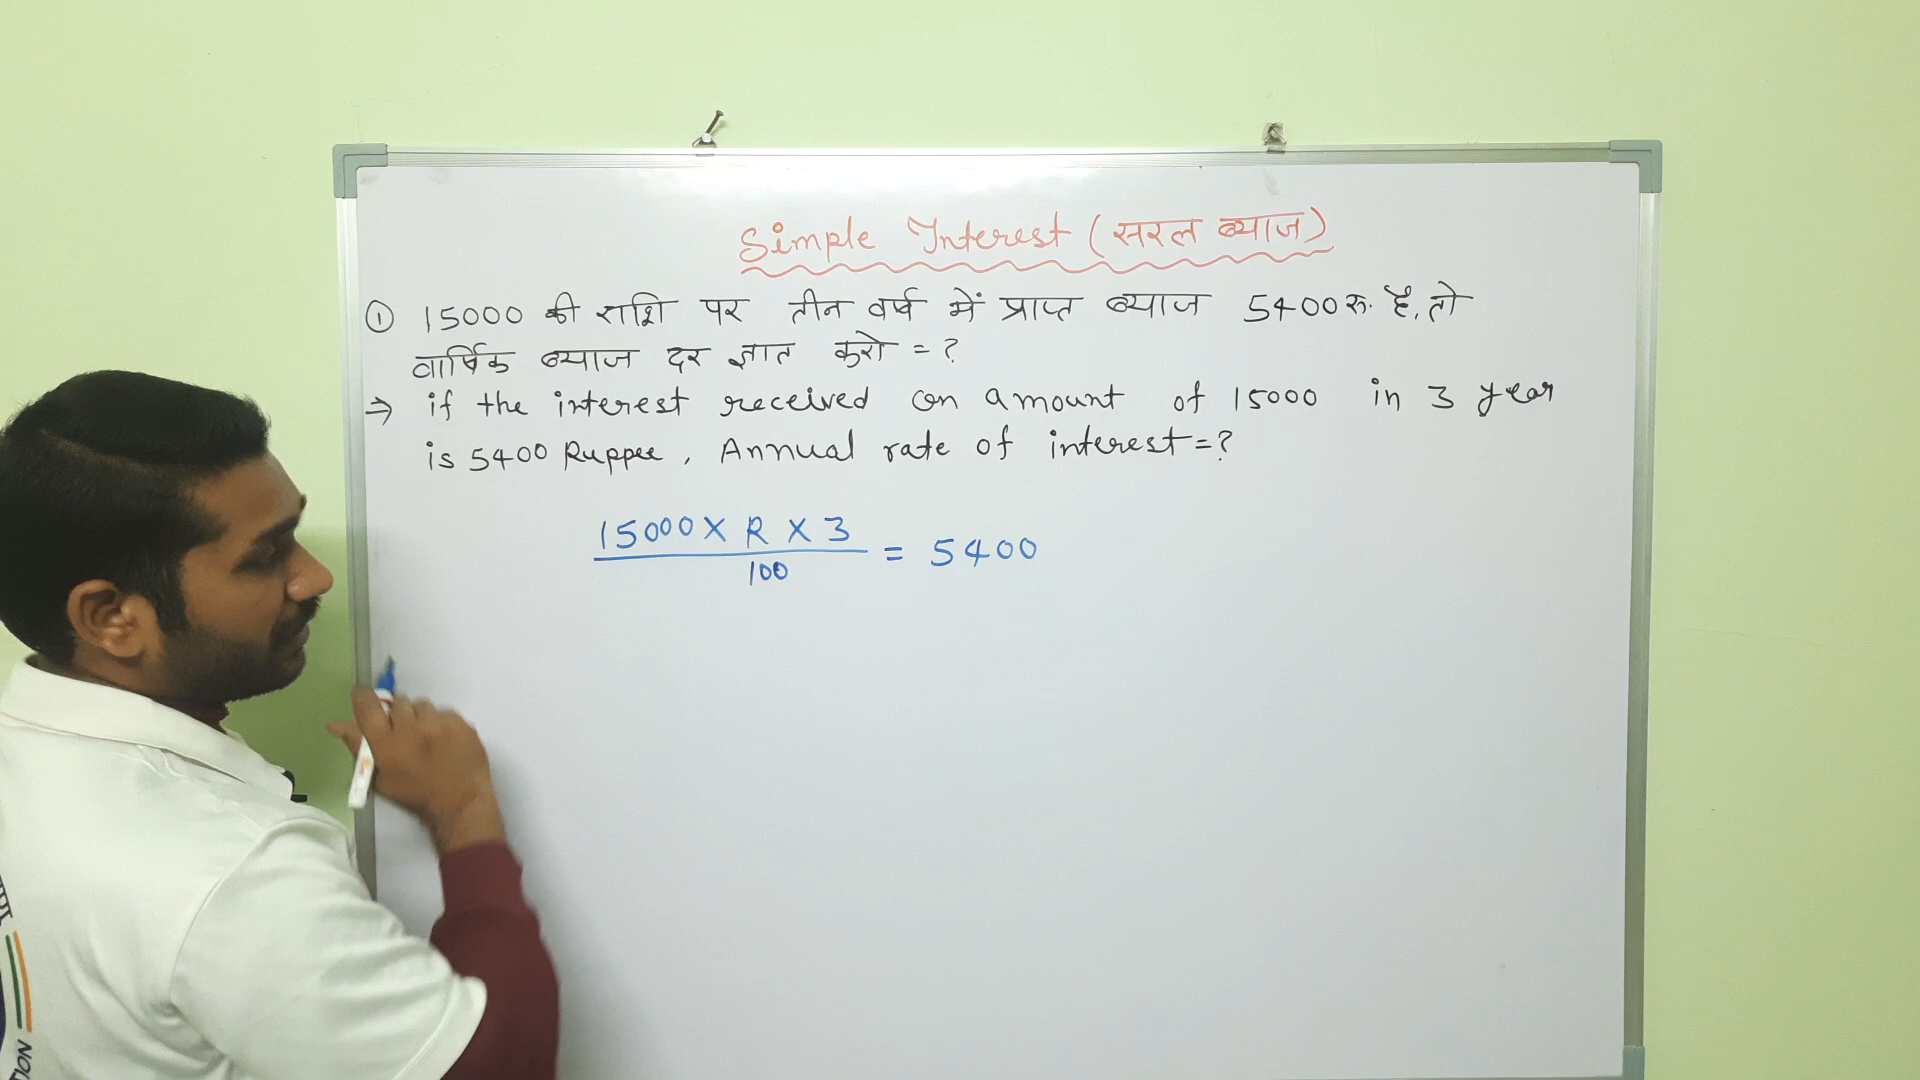 Simple Interest (सरल ब्याज)
① 15000 की राशि पर तीन वर्ष में प्राप्त ब्याज 5400 रु. है, तो
वार्षिक ब्याज दर ज्ञात करो = ?
⇒ if the interest received on amount of 15000 in 3 year
is 5400 Ruppee, Annual rate of interest = ?
15000 X R X 3
100
= 5400